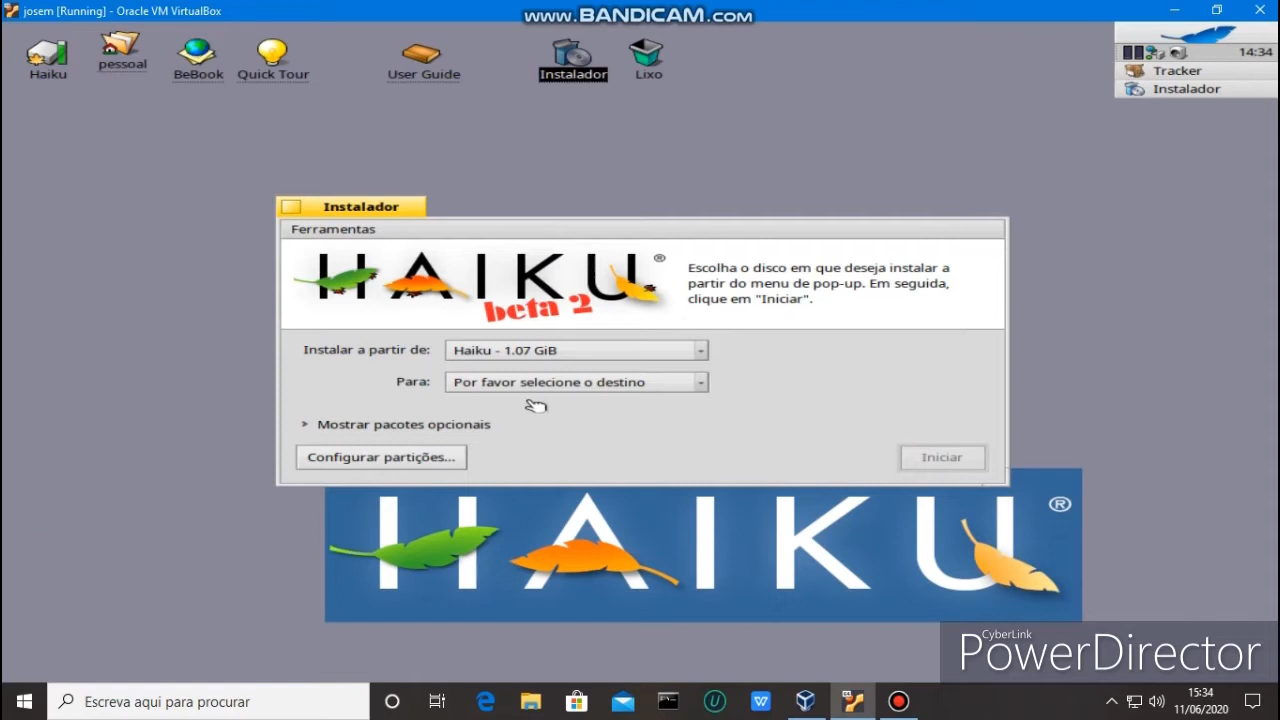 josem [Running] - Oracle VM VirtualBox
www.BANDICAM.com
Haiku
pessoal
BeBook
Quick Tour
User Guide
Instalador
Lixo
14:34
Tracker
Instalador
Instalador
Ferramentas
HAIKU®
beta 2
Escolha o disco em que deseja instalar a
partir do menu de pop-up. Em seguida,
clique em "Iniciar".
Instalar a partir de:
Haiku - 1.07 GiB
Para:
Por favor selecione o destino
Mostrar pacotes opcionais
Configurar partições...
Iniciar
HAIKU®
CyberLink
PowerDirector
Escreva aqui para procurar
15:34
11/06/2020